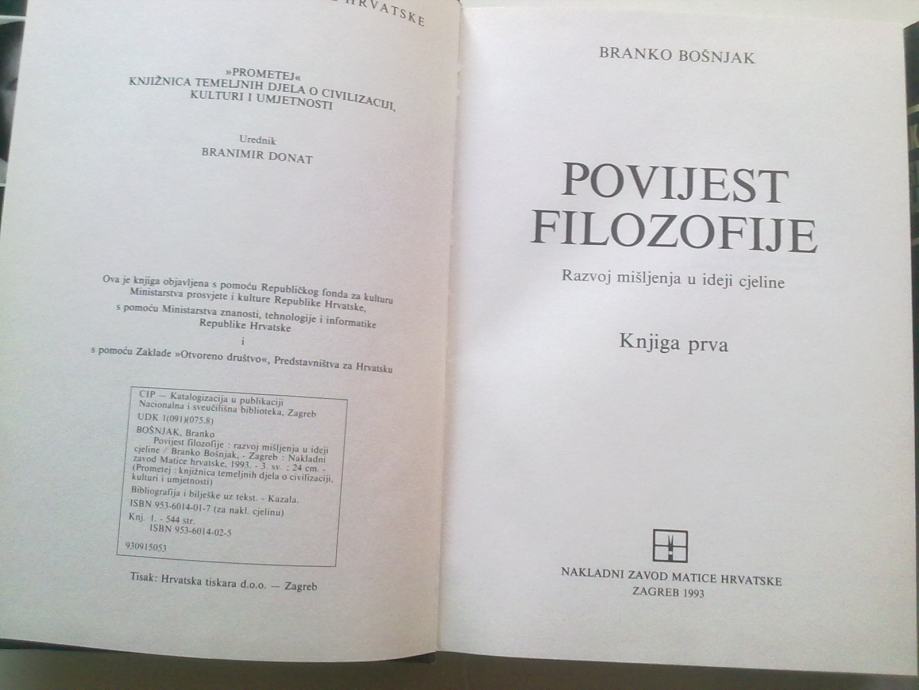 HRVATSKE
»PROMETEJ«
KNJIŽNICA TEMELJNIH DJELA O CIVILIZACIJI,
KULTURI I UMJETNOSTI
Urednik
BRANIMIR DONAT
Ova je knjiga objavljena s pomoću Republičkog fonda za kulturu
Ministarstva prosvjete i kulture Republike Hrvatske,
s pomoću Ministarstva znanosti, tehnologije i informatike
Republike Hrvatske
i
s pomoću Zaklade »Otvoreno društvo«, Predstavništva za Hrvatsku
CIP — Katalogizacija u publikaciji
Nacionalna i sveučilišna biblioteka, Zagreb
UDK 1(091)(075.8)
BOŠNJAK, Branko
Povijest filozofije : razvoj mišljenja u ideji
cjeline / Branko Bošnjak, - Zagreb : Nakladni
zavod Matice hrvatske, 1993. - 3. sv. ; 24 cm. -
(Prometej : knjižnica temeljnih djela o civilizaciji,
kulturi i umjetnosti)
Bibliografija i bilješke uz tekst. - Kazala.
ISBN 953-6014-01-7 (za nakl. cjelinu)
Knj. 1. - 544 str.
ISBN 953-6014-02-5
930915053
Tisak: Hrvatska tiskara d.o.o. — Zagreb
BRANKO BOŠNJAK
POVIJEST
FILOZOFIJE
Razvoj mišljenja u ideji cjeline
Knjiga prva
NAKLADNI ZAVOD MATICE HRVATSKE
ZAGREB 1993